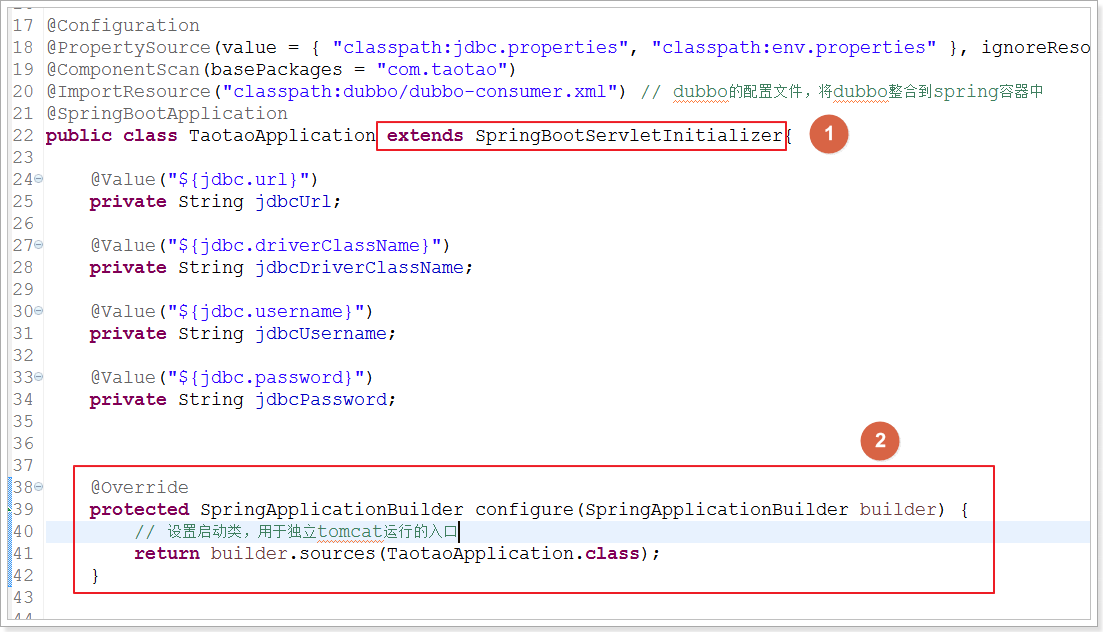 17 @Configuration
18 @PropertySource(value = { "classpath:jdbc.properties", "classpath:env.properties" }, ignoreReso
19 @ComponentScan(basePackages = "com.taotao")
20 @ImportResource("classpath:dubbo/dubbo-consumer.xml") // dubbo的配置文件，将dubbo整合到spring容器中
21 @SpringBootApplication
22 public class TaotaoApplication extends SpringBootServletInitializer{ 1
23
24 @Value("${jdbc.url}")
25 private String jdbcUrl;
26
27 @Value("${jdbc.driverClassName}")
28 private String jdbcDriverClassName;
29
30 @Value("${jdbc.username}")
31 private String jdbcUsername;
32
33 @Value("${jdbc.password}")
34 private String jdbcPassword;
35
36
2
37
38 @Override
39 protected SpringApplicationBuilder configure(SpringApplicationBuilder builder) {
40 // 设置启动类，用于独立tomcat运行的入口
41 return builder.sources(TaotaoApplication.class);
42 }
43